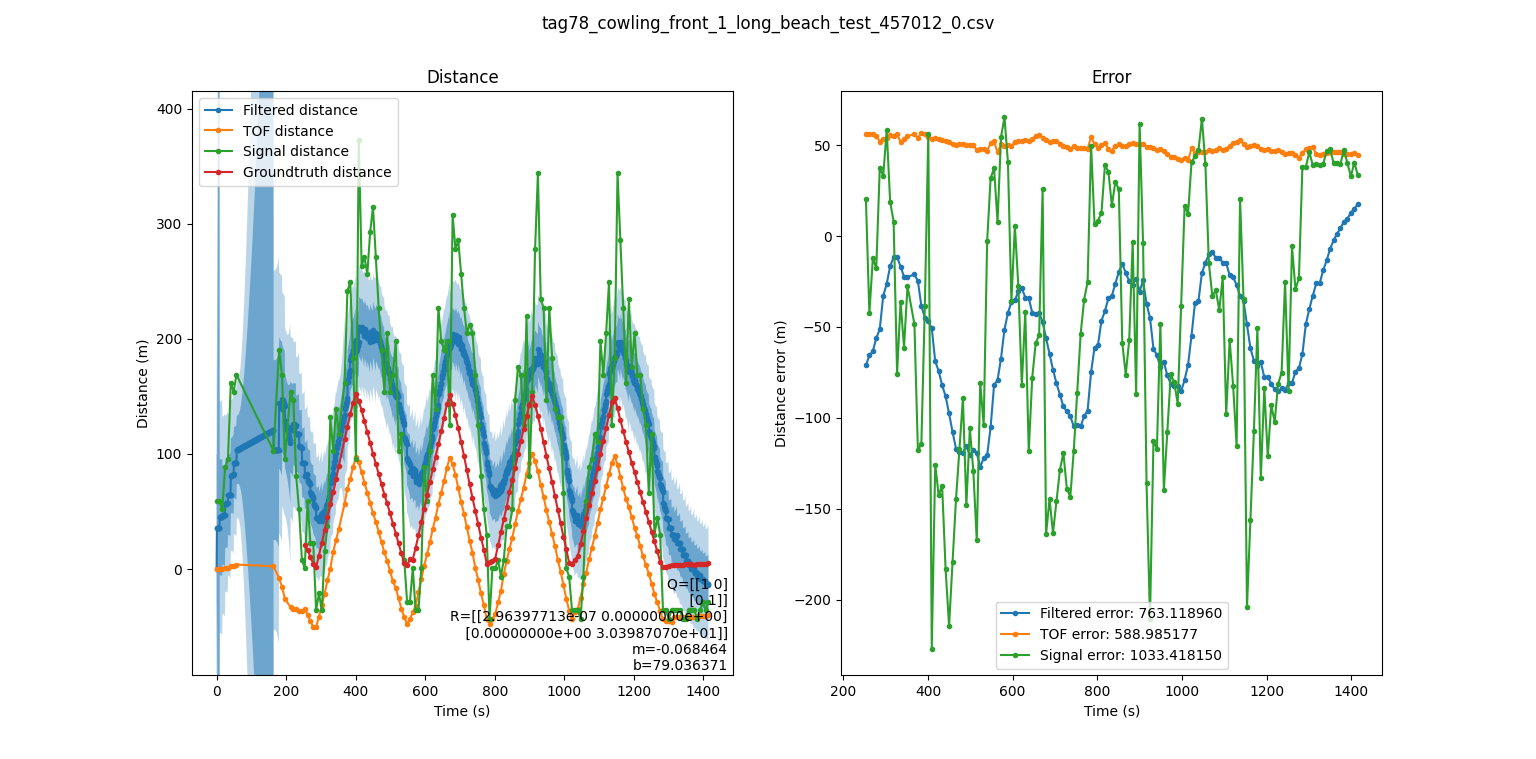 tag78_cowling_front_1_long_beach_test_457012_0.csv
Distance
Filtered distance
TOF distance
Signal distance
Groundtruth distance
400
300
200
100
0
Distance (m)
Q=[[1 0]
[0 1]]
R=[[2.96397713e-07 0.00000000e+00]
[0.00000000e+00 3.03987070e+01]]
m=-0.068464
b=79.036371
0 200 400 600 800 1000 1200 1400
Time (s)
Error
50
0
−50
−100
−150
−200
Distance error (m)
Filtered error: 763.118960
TOF error: 588.985177
Signal error: 1033.418150
200 400 600 800 1000 1200 1400
Time (s)